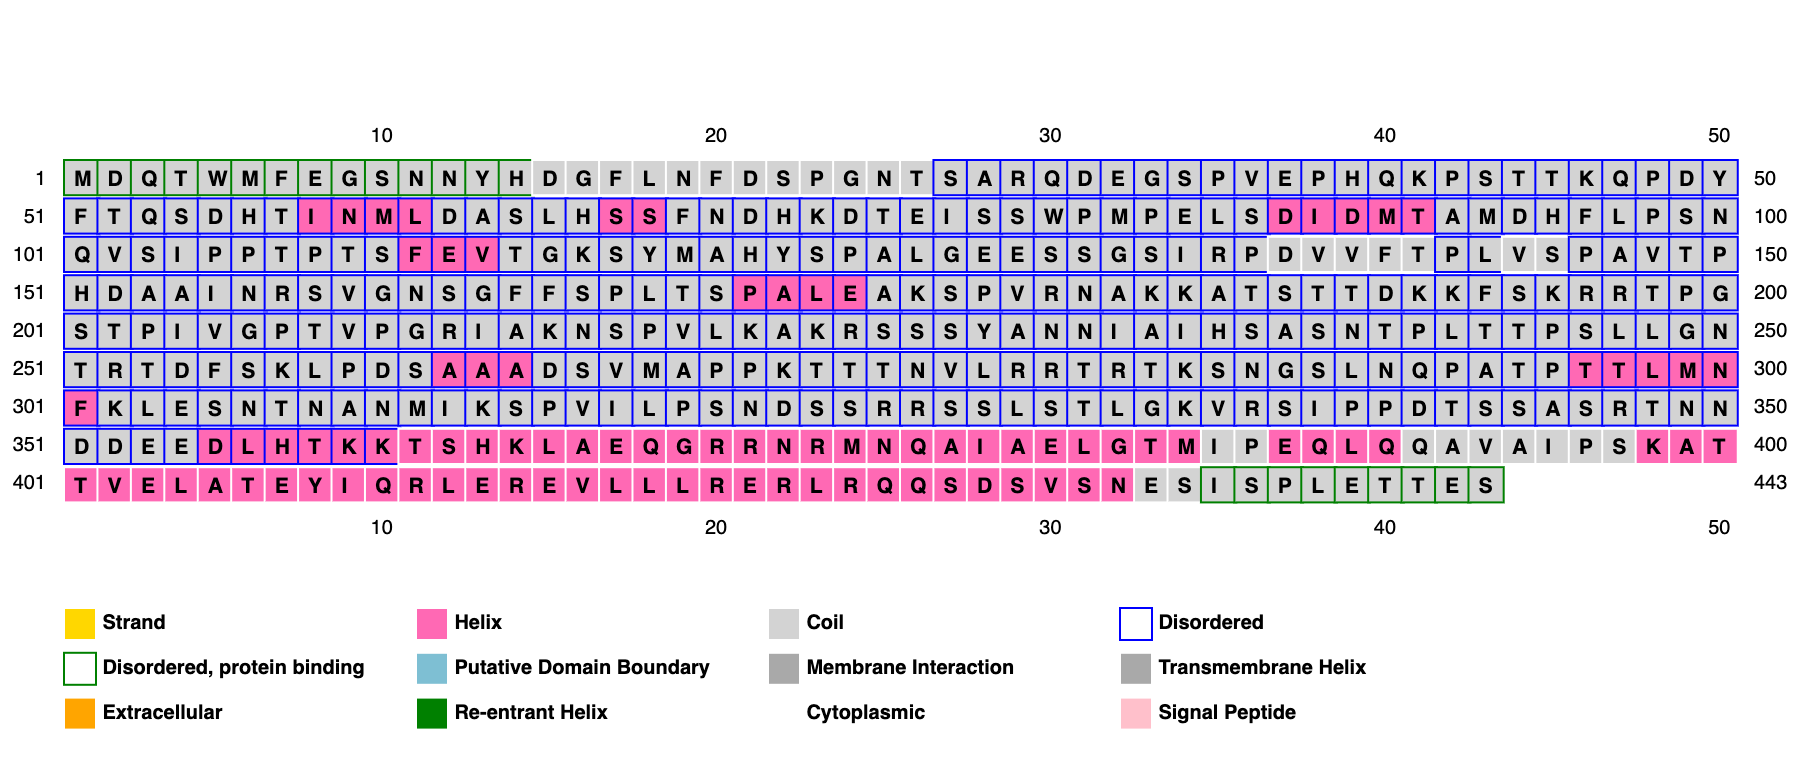 10 20 30 40 50
1 M D Q T W M F E G S N N Y H D G F L N F D S P G N T S A R Q D E G S P V E P H Q K P S T T K Q P D Y 50
51 F T Q S D H T I N M L D A S L H S S F N D H K D T E I S S W P M P E L S D I D M T A M D H F L P S N 100
101 Q V S I P P T P T S F E V T G K S Y M A H Y S P A L G E E S S G S I R P D V V F T P L V S P A V T P 150
151 H D A A I N R S V G N S G F F S P L T S P A L E A K S P V R N A K K A T S T T D K K F S K R R T P G 200
201 S T P I V G P T V P G R I A K N S P V L K A K R S S S Y A N N I A I H S A S N T P L T T P S L L G N 250
251 T R T D F S K L P D S A A A D S V M A P P K T T T N V L R R T R T K S N G S L N Q P A T P T T L M N 300
301 F K L E S N T N A N M I K S P V I L P S N D S S R R S S L S T L G K V R S I P P D T S S A S R T N N 350
351 D D E E D L H T K K T S H K L A E Q G R R N R M N Q A I A E L G T M I P E Q L Q Q A V A I P S K A T 400
401 T V E L A T E Y I Q R L E R E V L L L R E R L R Q Q S D S V S N E S I S P L E T T E S 443
10 20 30 40 50
Strand Helix Coil Disordered
Disordered, protein binding Putative Domain Boundary Membrane Interaction Transmembrane Helix
Extracellular Re-entrant Helix Cytoplasmic Signal Peptide